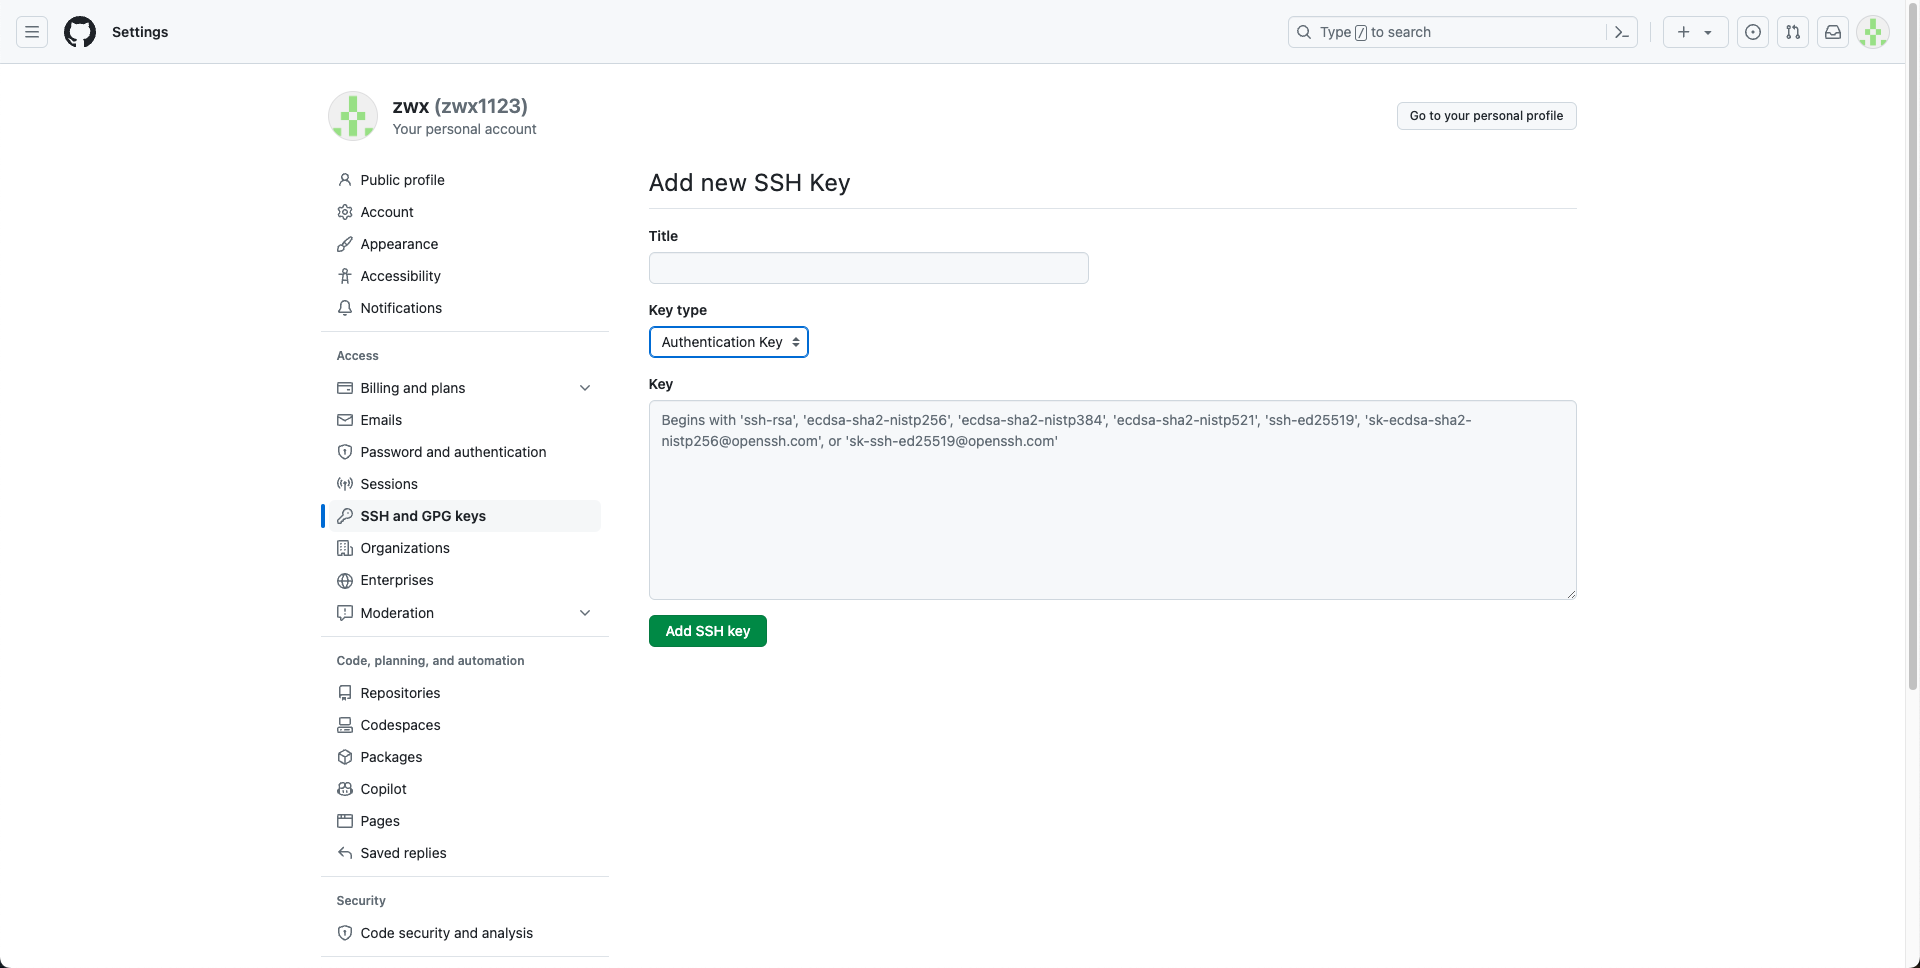 Settings
Type / to search
zwx (zwx1123)
Your personal account
Go to your personal profile
Public profile
Account
Appearance
Accessibility
Notifications
Access
Billing and plans
Emails
Password and authentication
Sessions
SSH and GPG keys
Organizations
Enterprises
Moderation
Code, planning, and automation
Repositories
Codespaces
Packages
Copilot
Pages
Saved replies
Security
Code security and analysis
Add new SSH Key
Title
Key type
Authentication Key
Key
Begins with 'ssh-rsa', 'ecdsa-sha2-nistp256', 'ecdsa-sha2-nistp384', 'ecdsa-sha2-nistp521', 'ssh-ed25519', 'sk-ecdsa-sha2-
nistp256@openssh.com', or 'sk-ssh-ed25519@openssh.com'
Add SSH key